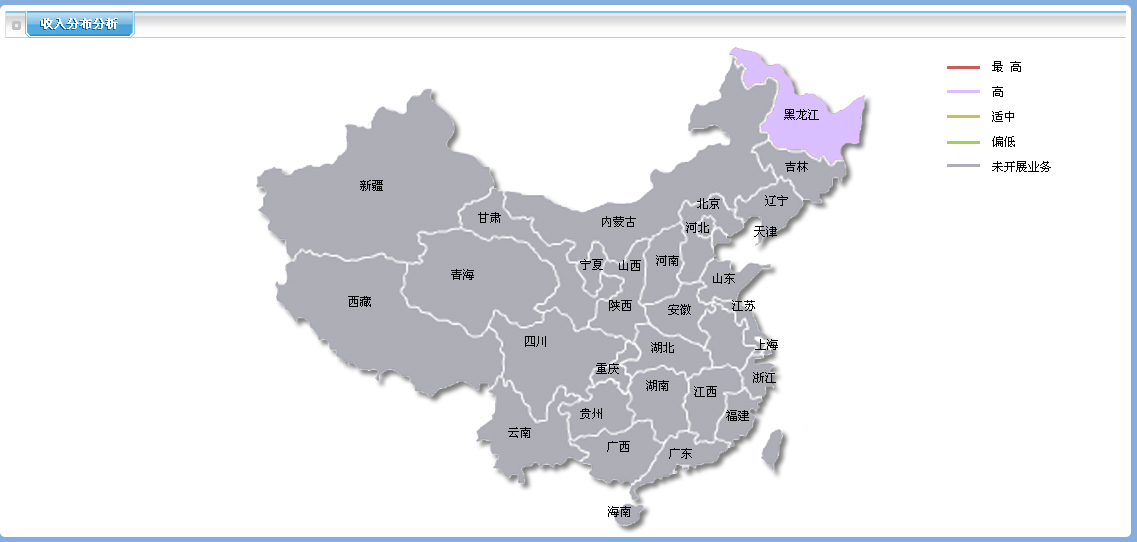 收入分布分析
最 高
高
适中
偏低
未开展业务
黑龙江
吉林
辽宁
新疆
甘肃
内蒙古
北京
河北
天津
宁夏
山西
河南
青海
山东
西藏
陕西
安徽
江苏
四川
湖北
上海
重庆
湖南
江西
浙江
贵州
福建
云南
广西
广东
海南